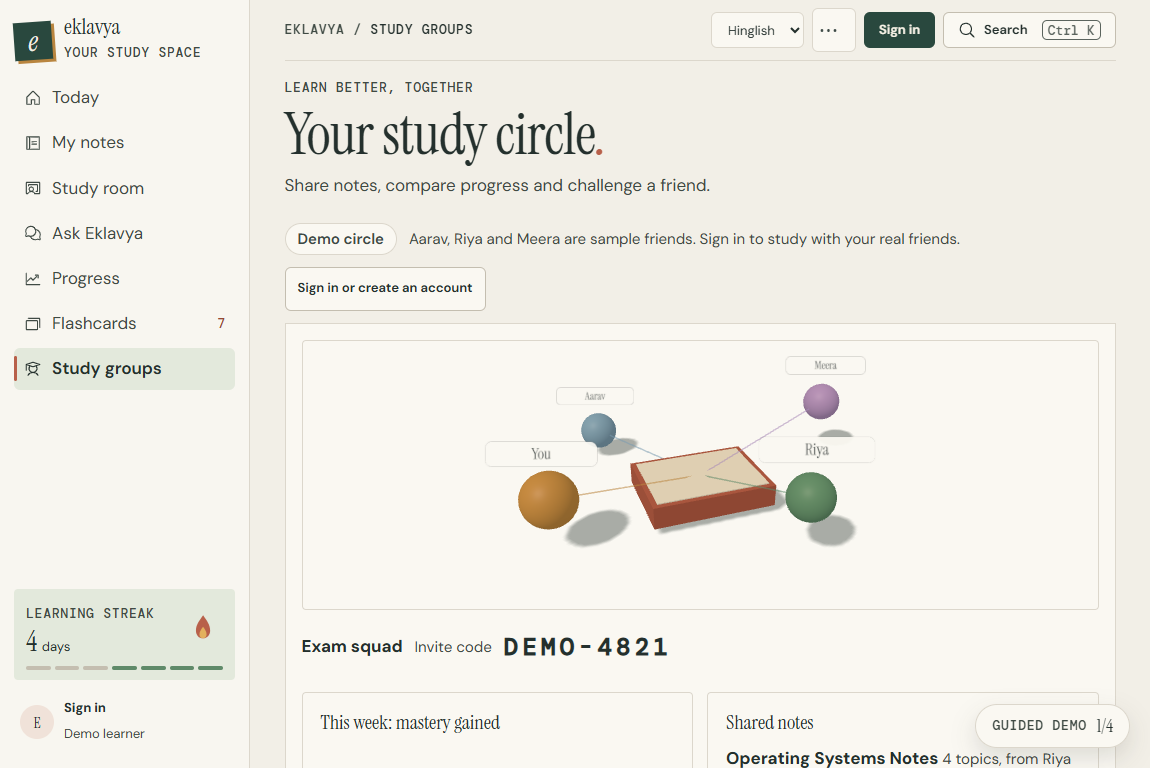 e
eklavya
YOUR STUDY SPACE
Today
My notes
Study room
Ask Eklavya
Progress
Flashcards 7
Study groups
LEARNING STREAK
4 days
E
Sign in
Demo learner
EKLAVYA / STUDY GROUPS
Hinglish
...
Sign in
Search Ctrl K
LEARN BETTER, TOGETHER
Your study circle.
Share notes, compare progress and challenge a friend.
Demo circle Aarav, Riya and Meera are sample friends. Sign in to study with your real friends.
Sign in or create an account
Meera
Aarav
You
Riya
Exam squad Invite code DEMO-4821
This week: mastery gained
Shared notes
Operating Systems Notes 4 topics, from Riya
GUIDED DEMO 1/4